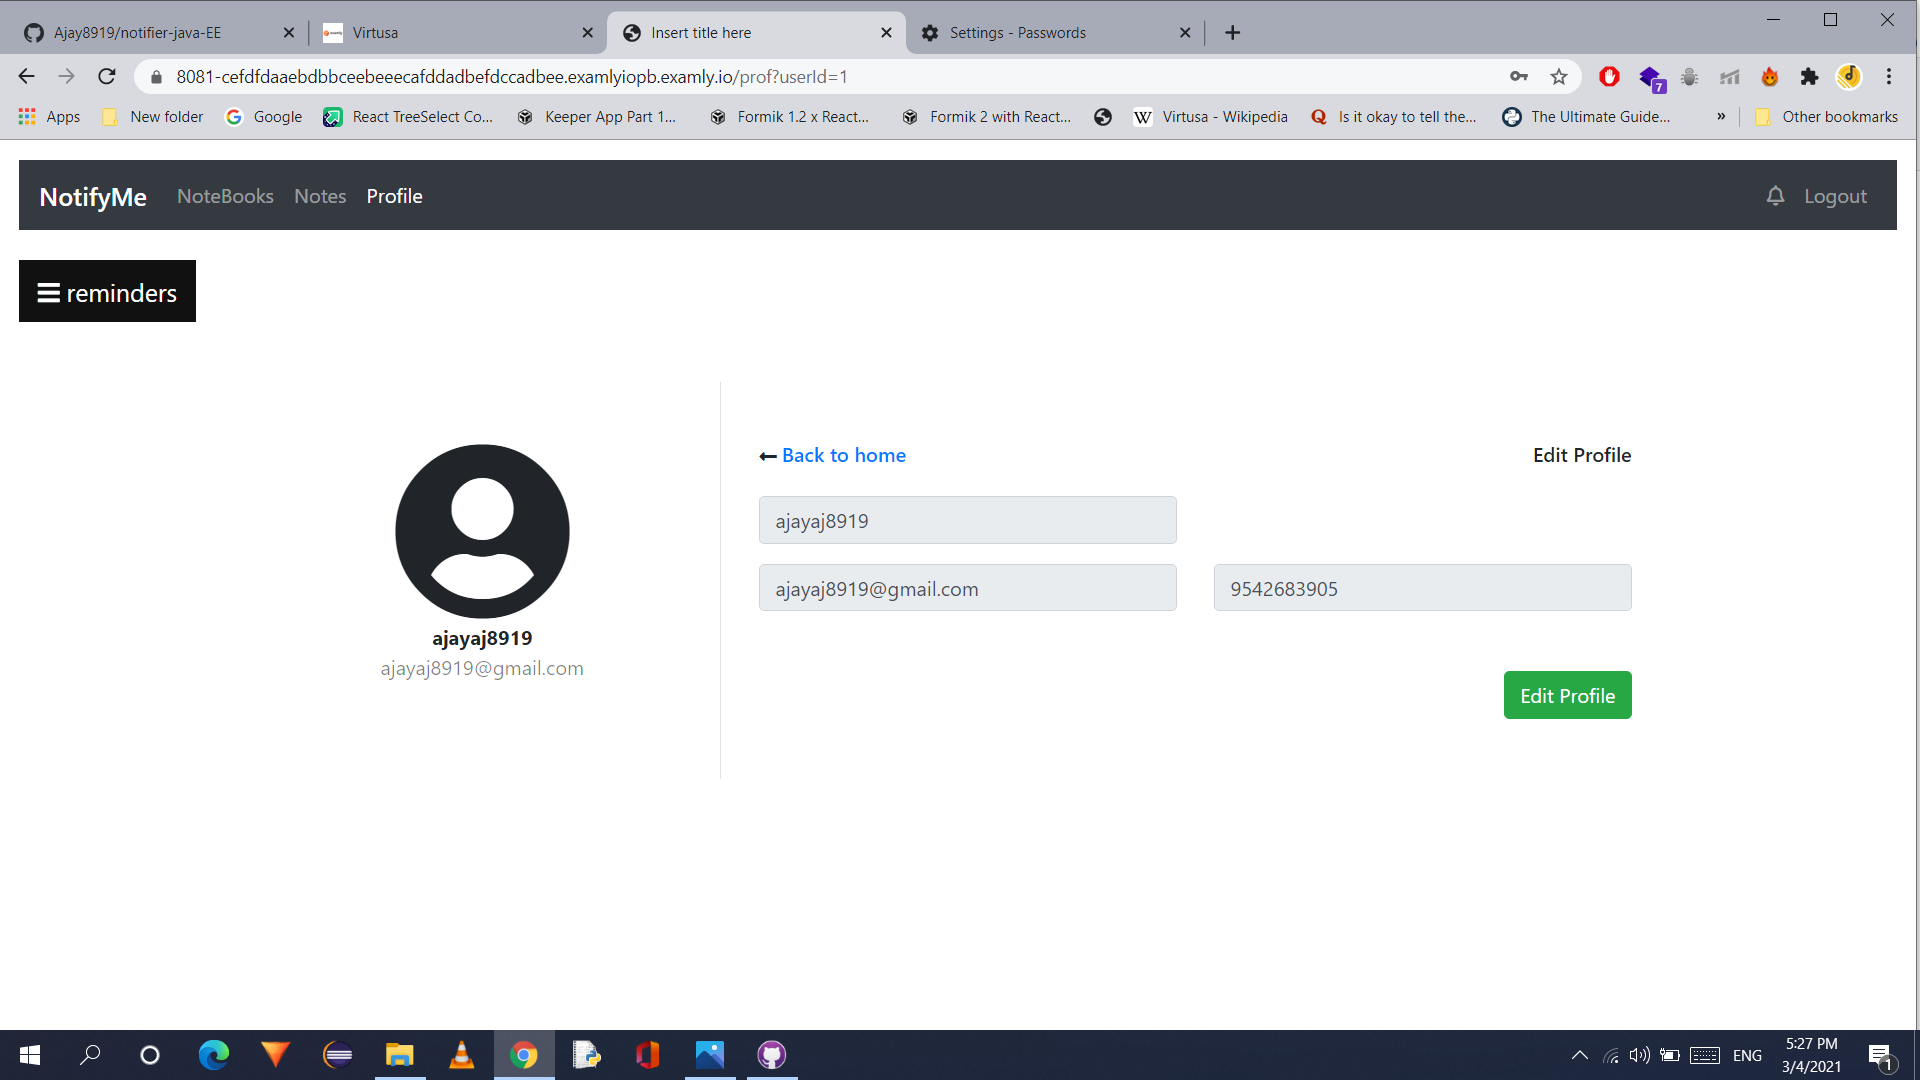 Ajay8919/notifier-java-EE
Virtusa
Insert title here
Settings - Passwords
8081-cefdfdaaebdbbceebeeecafddadbefdccadbee.examlyiopb.examly.io/prof?userId=1
7
Apps
New folder
Google
React TreeSelect Co...
Keeper App Part 1...
Formik 1.2 x React...
Formik 2 with React...
W Virtusa - Wikipedia
Is it okay to tell the...
The Ultimate Guide...
»
Other bookmarks
NotifyMe
NoteBooks
Notes
Profile
Logout
reminders
Back to home
Edit Profile
ajayaj8919
ajayaj8919@gmail.com
9542683905
ajayaj8919
ajayaj8919@gmail.com
Edit Profile
ENG
5:27 PM
3/4/2021
1